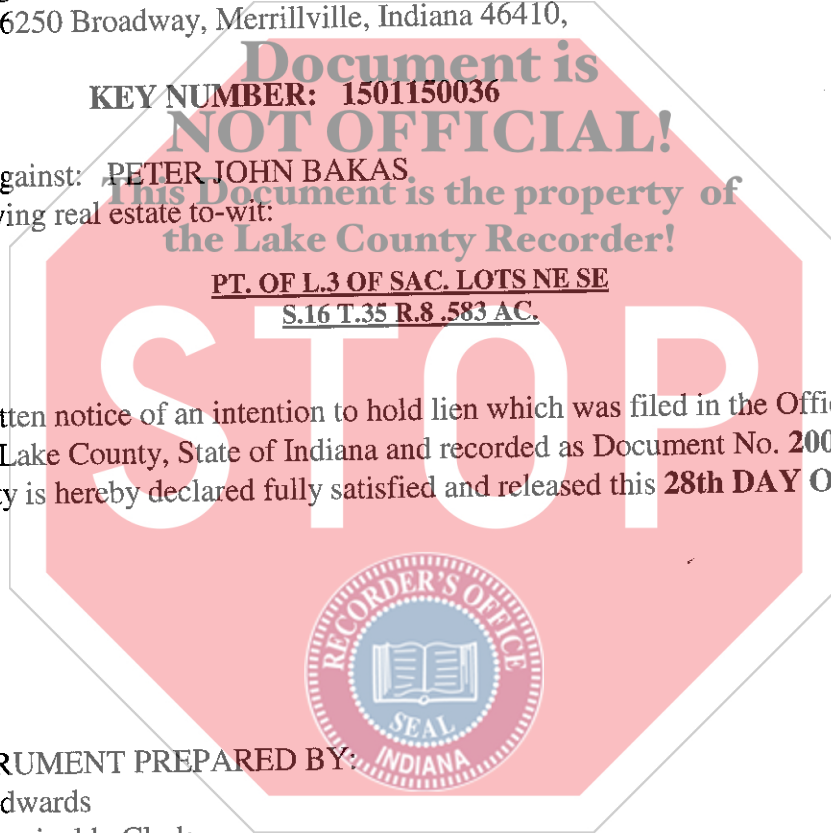 6250 Broadway, Merrillville, Indiana 46410,
Document is
KEY NUMBER: 1501150036
NOT OFFICIAL!
gainst: PETER JOHN BAKAS
This Document is the property of
ving real estate to-wit:
the Lake County Recorder!
PT. OF L.3 OF SAC. LOTS NE SE
S.16 T.35 R.8 .583 AC.
STOP
tten notice of an intention to hold lien which was filed in the Offi
Lake County, State of Indiana and recorded as Document No. 200
y is hereby declared fully satisfied and released this 28th DAY O
RECORDER'S OFFICE
SEAL
INDIANA
RUMENT PREPARED BY:
dwards